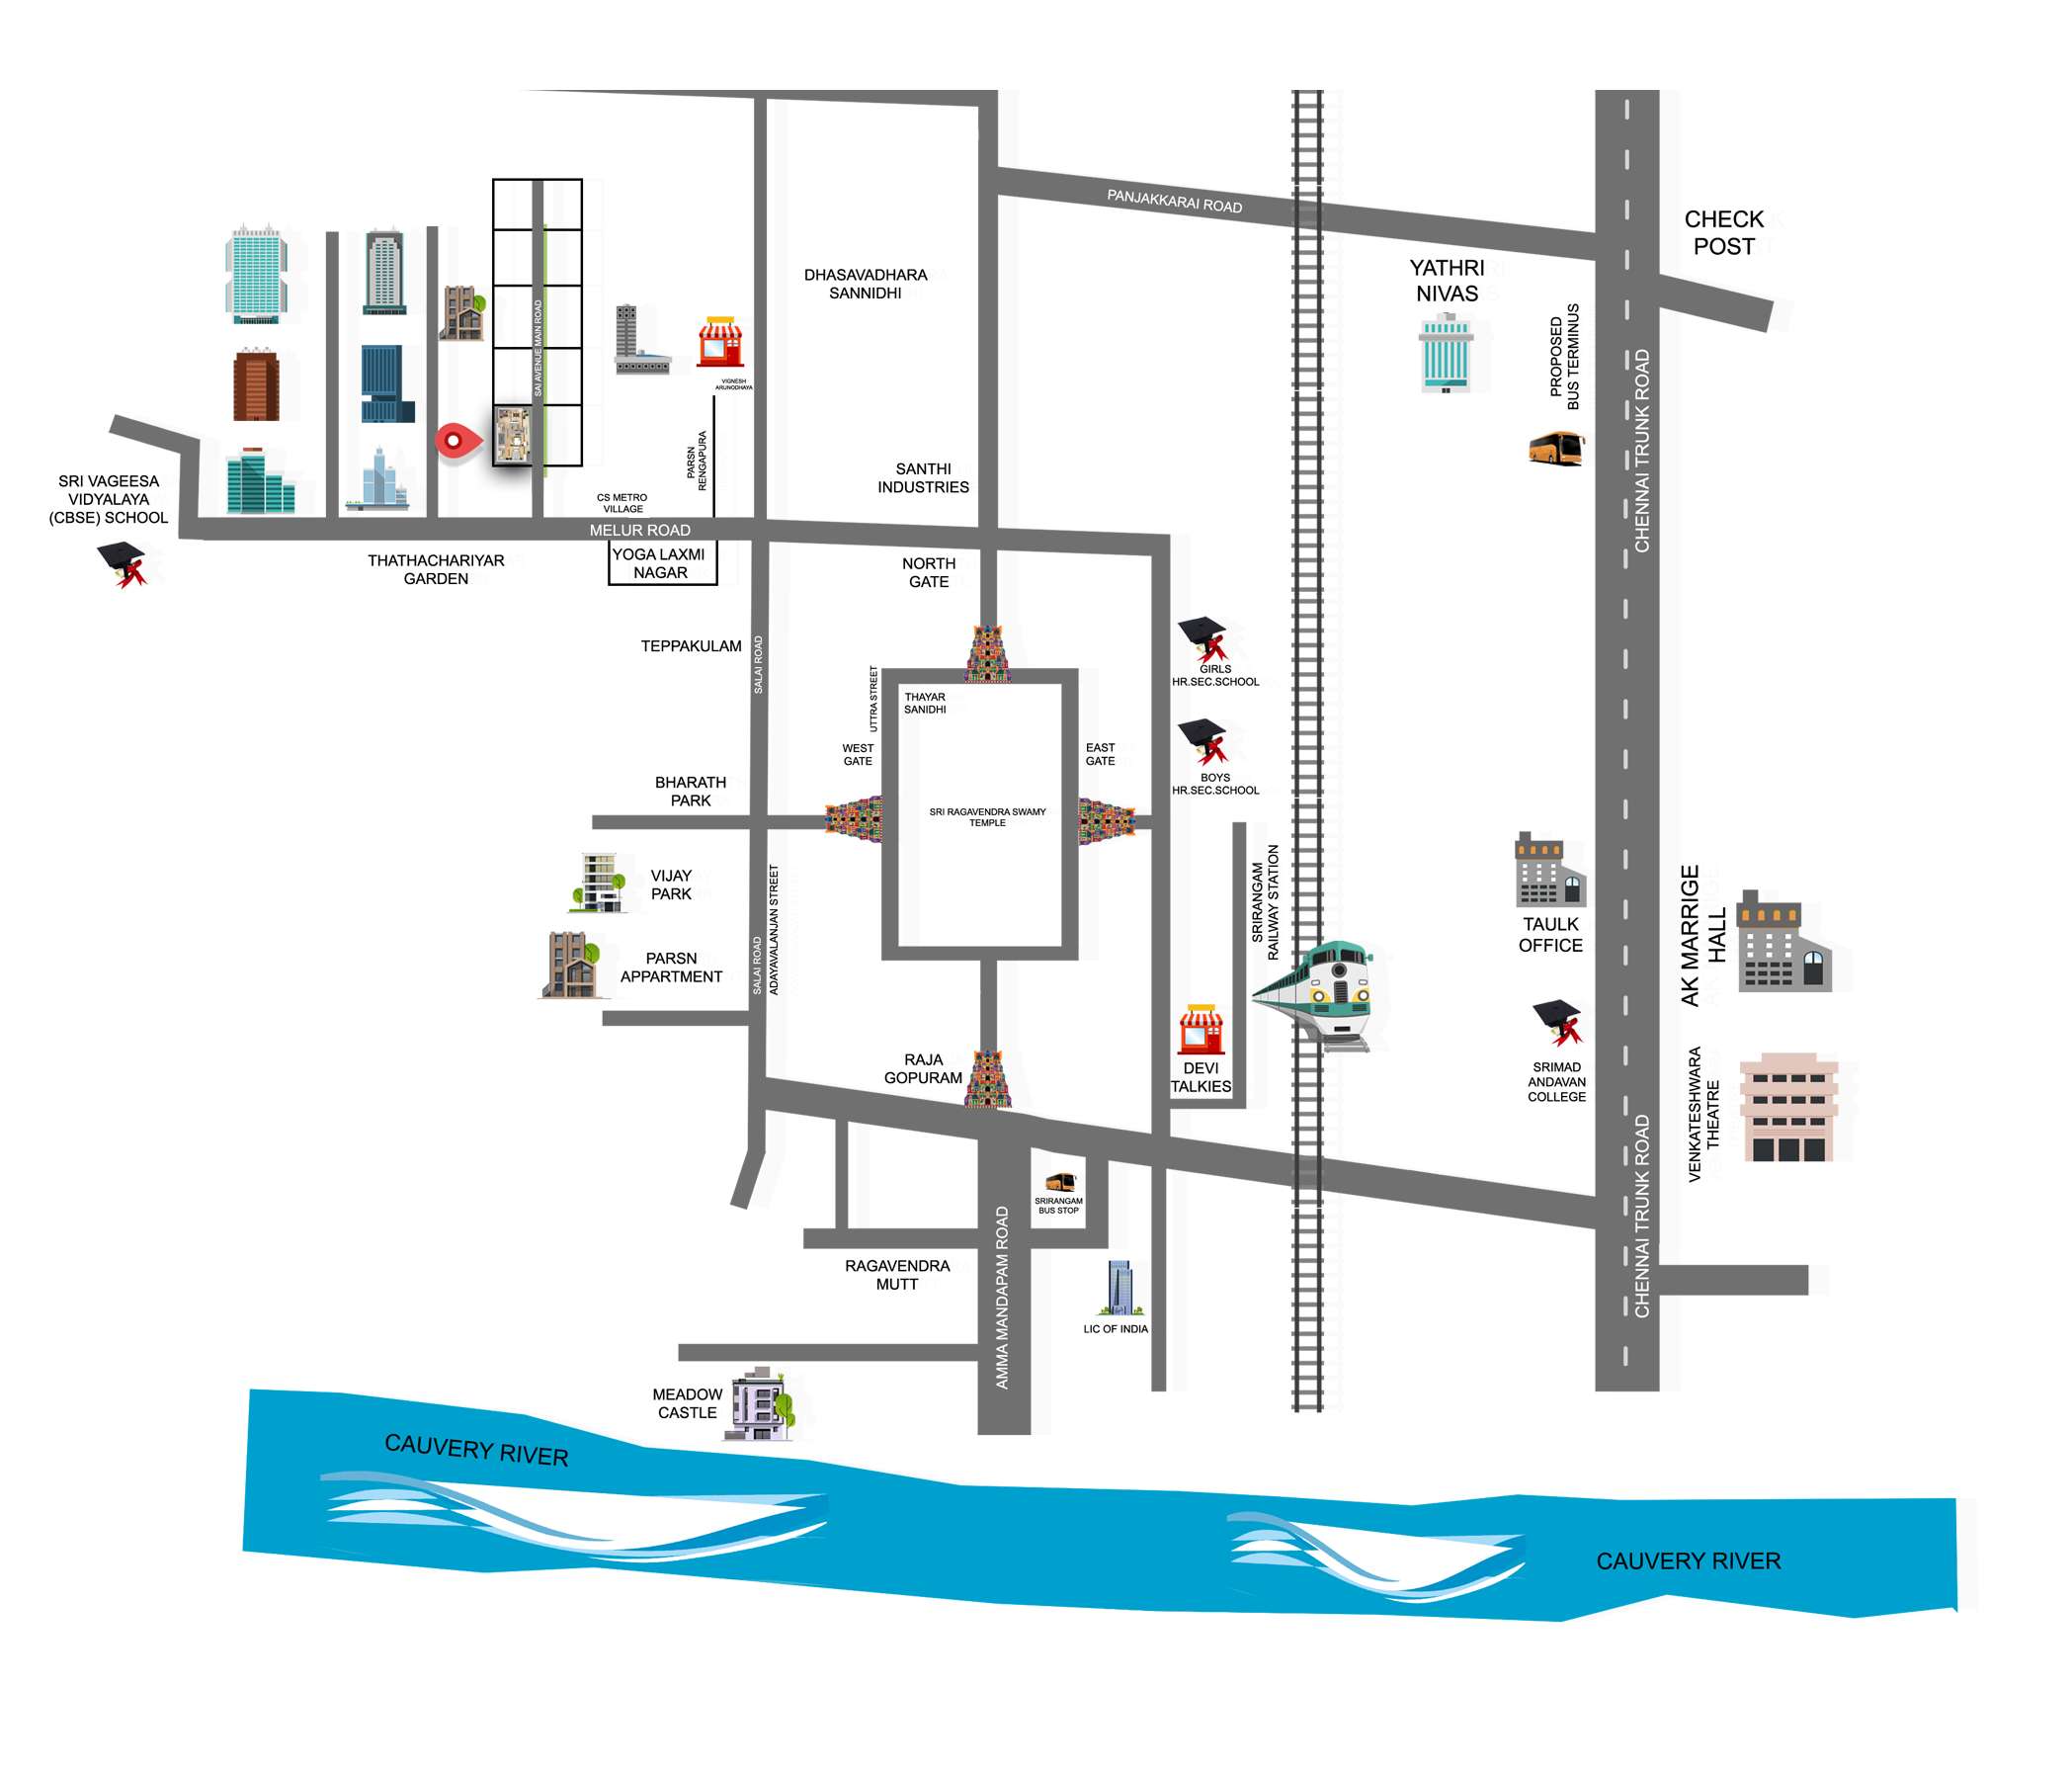 PANJAKKARAI ROAD
CHECK
POST
YATHRI
NIVAS
DHASAVADHARA
SANNIDHI
SAI AVENUE MAIN ROAD
PROPOSED
BUS TERMINUS
CHENNAI TRUNK ROAD
VIGNESH
ARUNODHAYA
PARSN
RENGAPURA
SANTHI
INDUSTRIES
SRI VAGEESA
VIDYALAYA
(CBSE) SCHOOL
CS METRO
VILLAGE
MELUR ROAD
YOGA LAXMI
NAGAR
THATHACHARIYAR
GARDEN
NORTH
GATE
TEPPAKULAM
SALAI ROAD
UTTRA STREET
THAYAR
SANIDHI
GIRLS
HR.SEC.SCHOOL
WEST
GATE
EAST
GATE
BOYS
HR.SEC.SCHOOL
BHARATH
PARK
SRI RAGAVENDRA SWAMY
TEMPLE
VIJAY
PARK
PARSN
APPARTMENT
SALAI ROAD
ADAYAVALANJAN STREET
SRIRANGAM
RAILWAY STATION
TAULK
OFFICE
AK MARRIGE
HALL
RAJA
GOPURAM
DEVI
TALKIES
SRIMAD
ANDAVAN
COLLEGE
VENKATESHWARA
THEATRE
CHENNAI TRUNK ROAD
SRIRANGAM
BUS STOP
AMMA MANDAPAM ROAD
RAGAVENDRA
MUTT
LIC OF INDIA
MEADOW
CASTLE
CAUVERY RIVER
CAUVERY RIVER